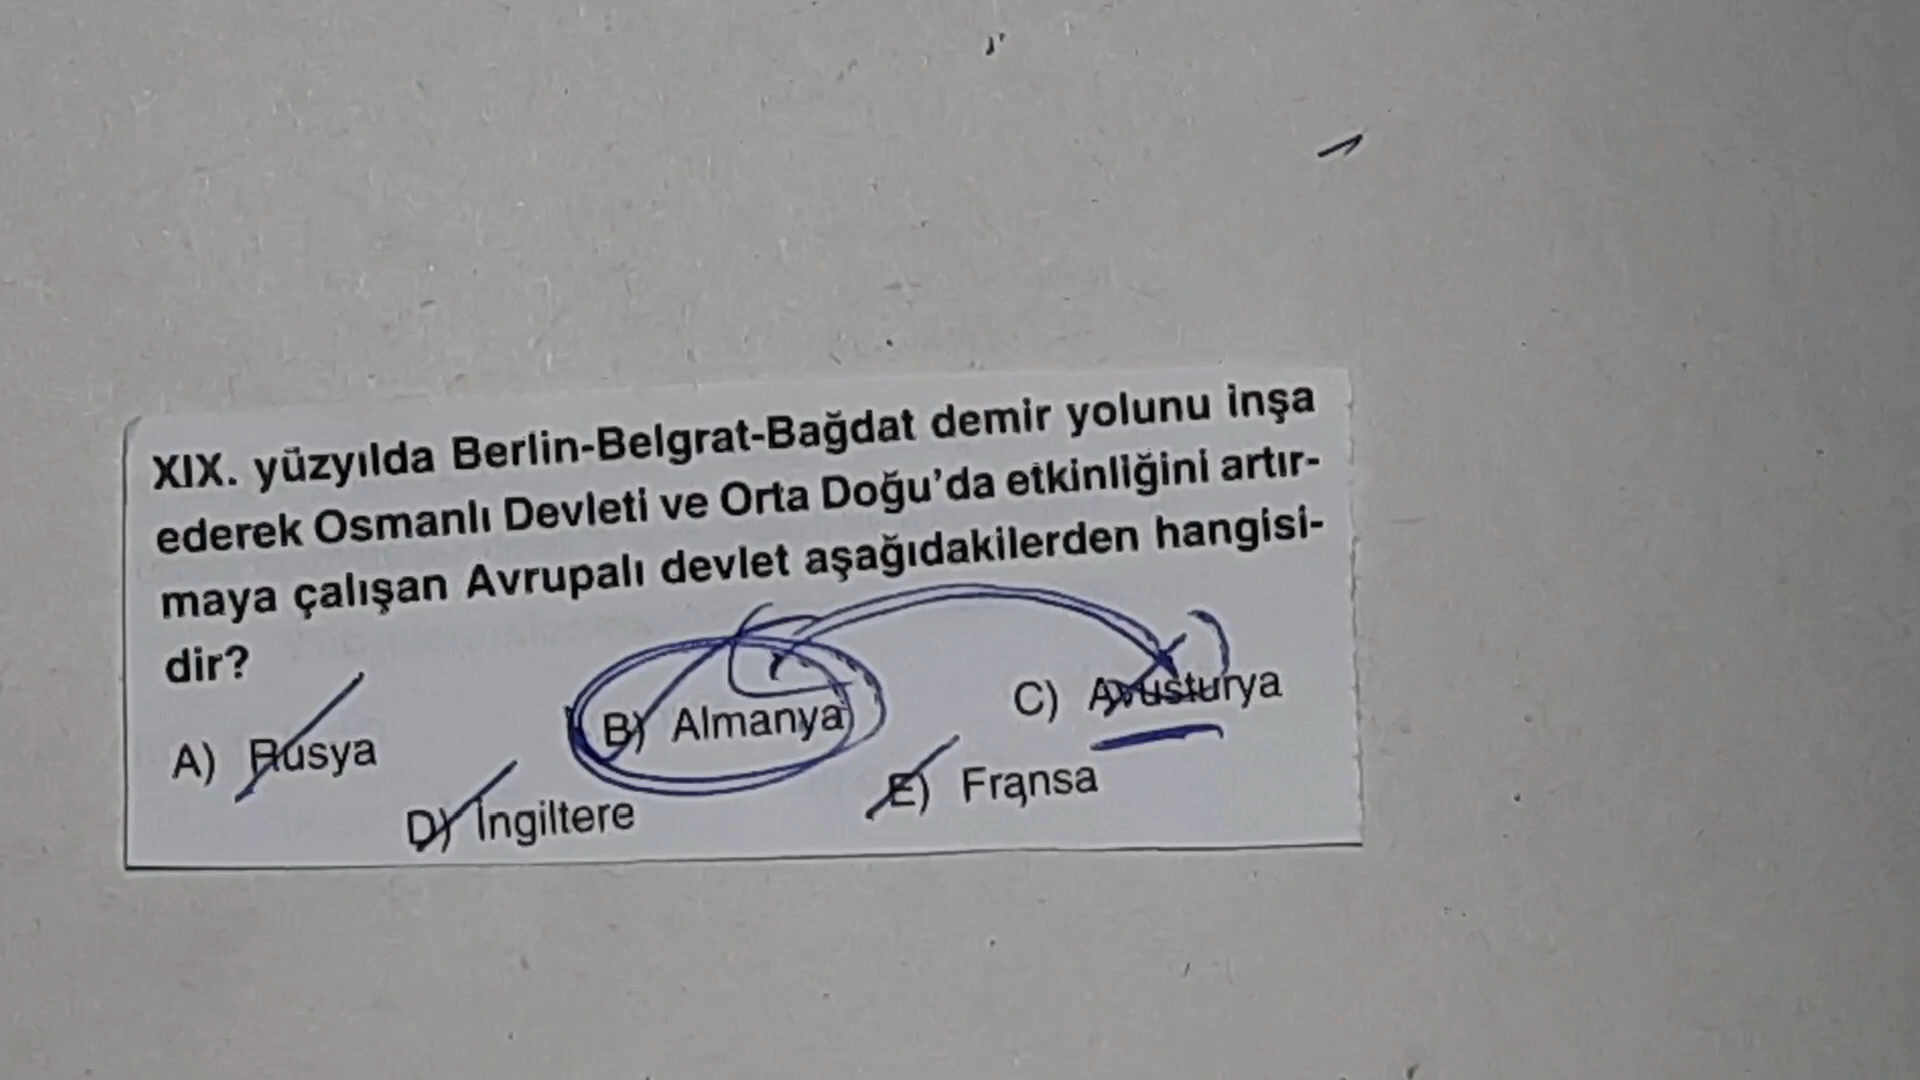 XIX. yüzyılda Berlin-Belgrat-Bağdat demir yolunu inşa
ederek Osmanlı Devleti ve Orta Doğu'da etkinliğini artır-
maya çalışan Avrupalı devlet aşağıdakilerden hangisi-
dir?
A) Rusya B) Almanya C) Avusturya
D) İngiltere E) Fransa